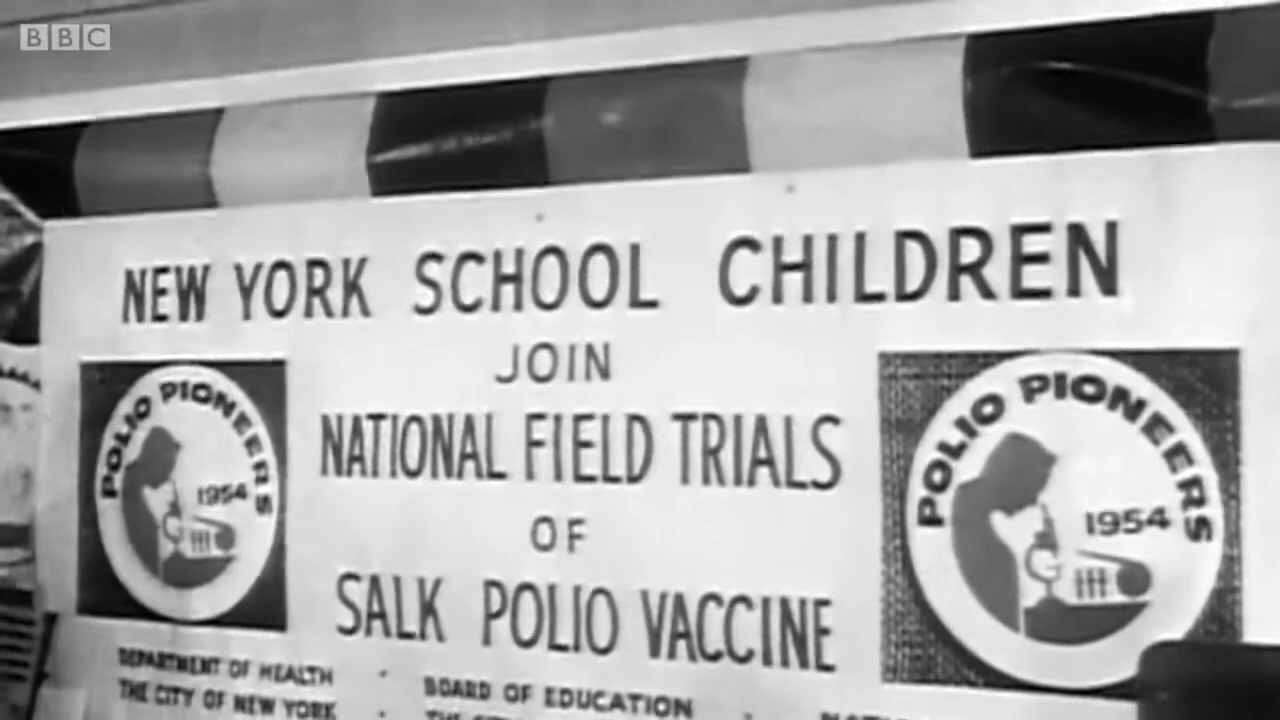 BBC
NEW YORK SCHOOL CHILDREN
JOIN
NATIONAL FIELD TRIALS
OF
SALK POLIO VACCINE
POLIO PIONEERS
1954
POLIO PIONEERS
1954
DEPARTMENT OF HEALTH
THE CITY OF NEW YORK
BOARD OF EDUCATION